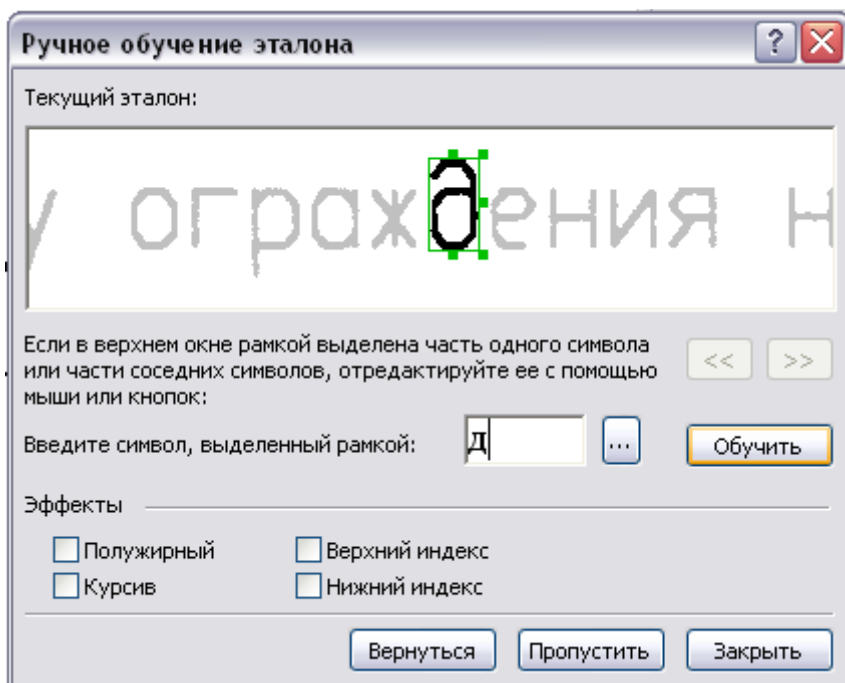 Ручное обучение эталона
Текущий эталон:
у ограждения н
Если в верхнем окне рамкой выделена часть одного символа
или части соседних символов, отредактируйте ее с помощью
мыши или кнопок:
<< >>
Введите символ, выделенный рамкой: д ... Обучить
Эффекты
Полужирный Верхний индекс
Курсив Нижний индекс
Вернуться Пропустить Закрыть